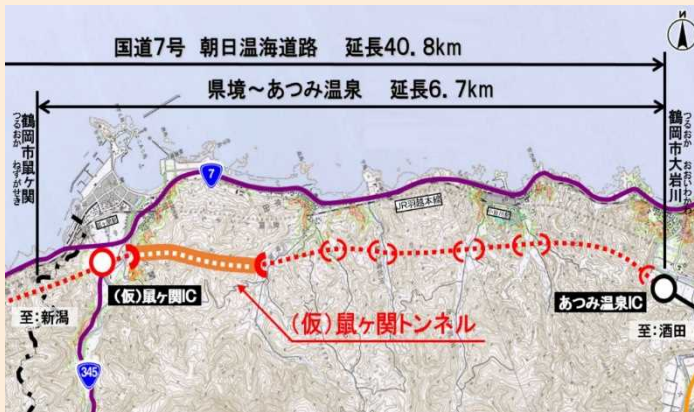 N
国道7号 朝日温海道路 延長40.8km
県境～あつみ温泉 延長6.7km
つるおか ねずがせき
鶴岡市鼠ヶ関
つるおか おおいわかわ
鶴岡市大岩川
7
JR羽越本線
(仮)鼠ヶ関IC
至:新潟
(仮)鼠ヶ関トンネル
あつみ温泉IC
至:酒田
345